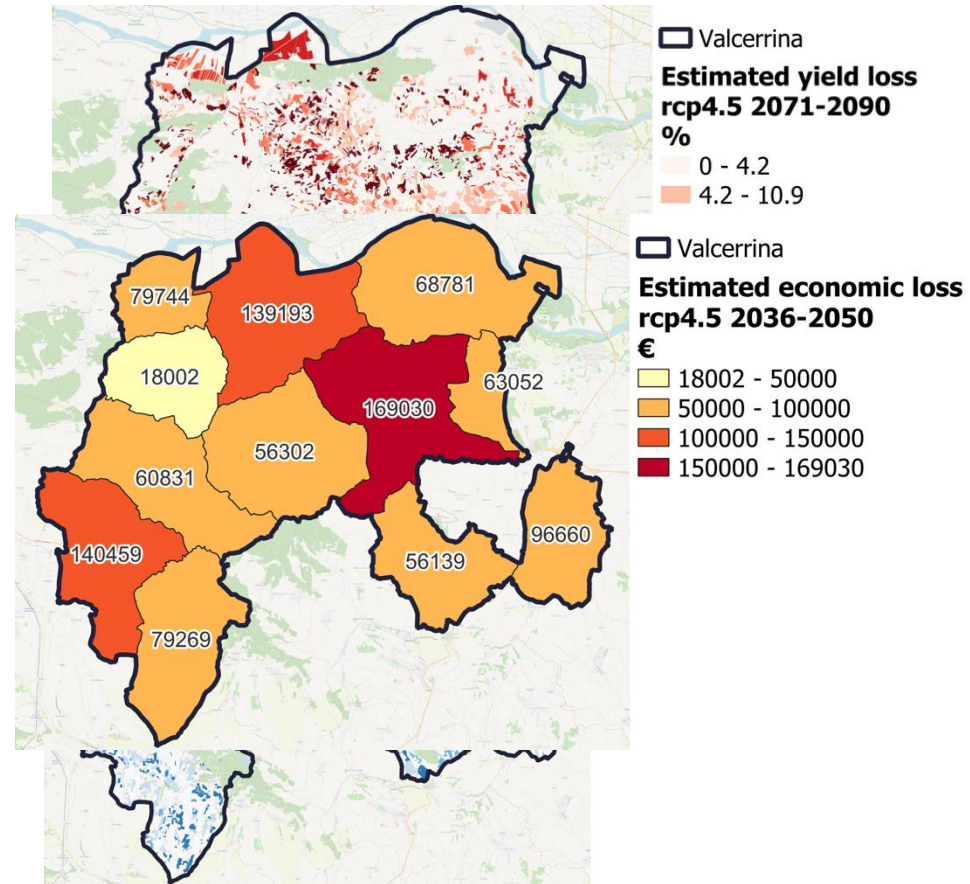 Valcerrina
Estimated yield loss
rcp4.5 2071-2090
%
0 - 4.2
4.2 - 10.9
Valcerrina
Estimated economic loss
rcp4.5 2036-2050
€
18002 - 50000
50000 - 100000
100000 - 150000
150000 - 169030
68781
79744
139193
18002
63052
169030
56302
60831
96660
140459
56139
79269